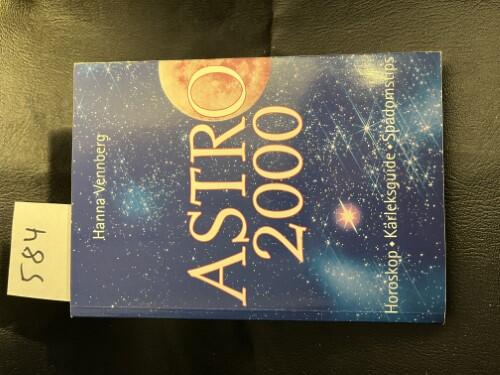 Hanna Vennberg
ASTRO
2000
Horoskop • Kärleksguide • Spådomstips
584